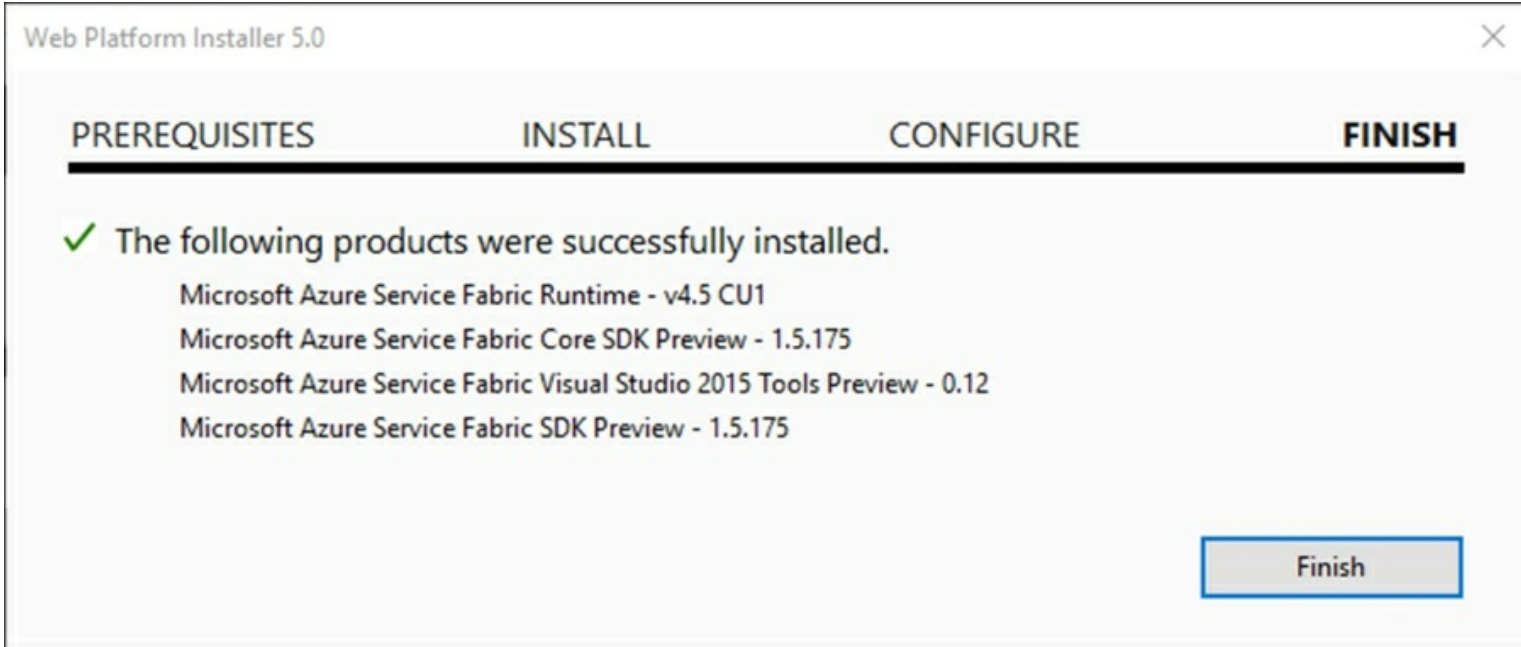 Web Platform Installer 5.0
PREREQUISITES INSTALL CONFIGURE FINISH
The following products were successfully installed.
Microsoft Azure Service Fabric Runtime - v4.5 CU1
Microsoft Azure Service Fabric Core SDK Preview - 1.5.175
Microsoft Azure Service Fabric Visual Studio 2015 Tools Preview - 0.12
Microsoft Azure Service Fabric SDK Preview - 1.5.175
Finish